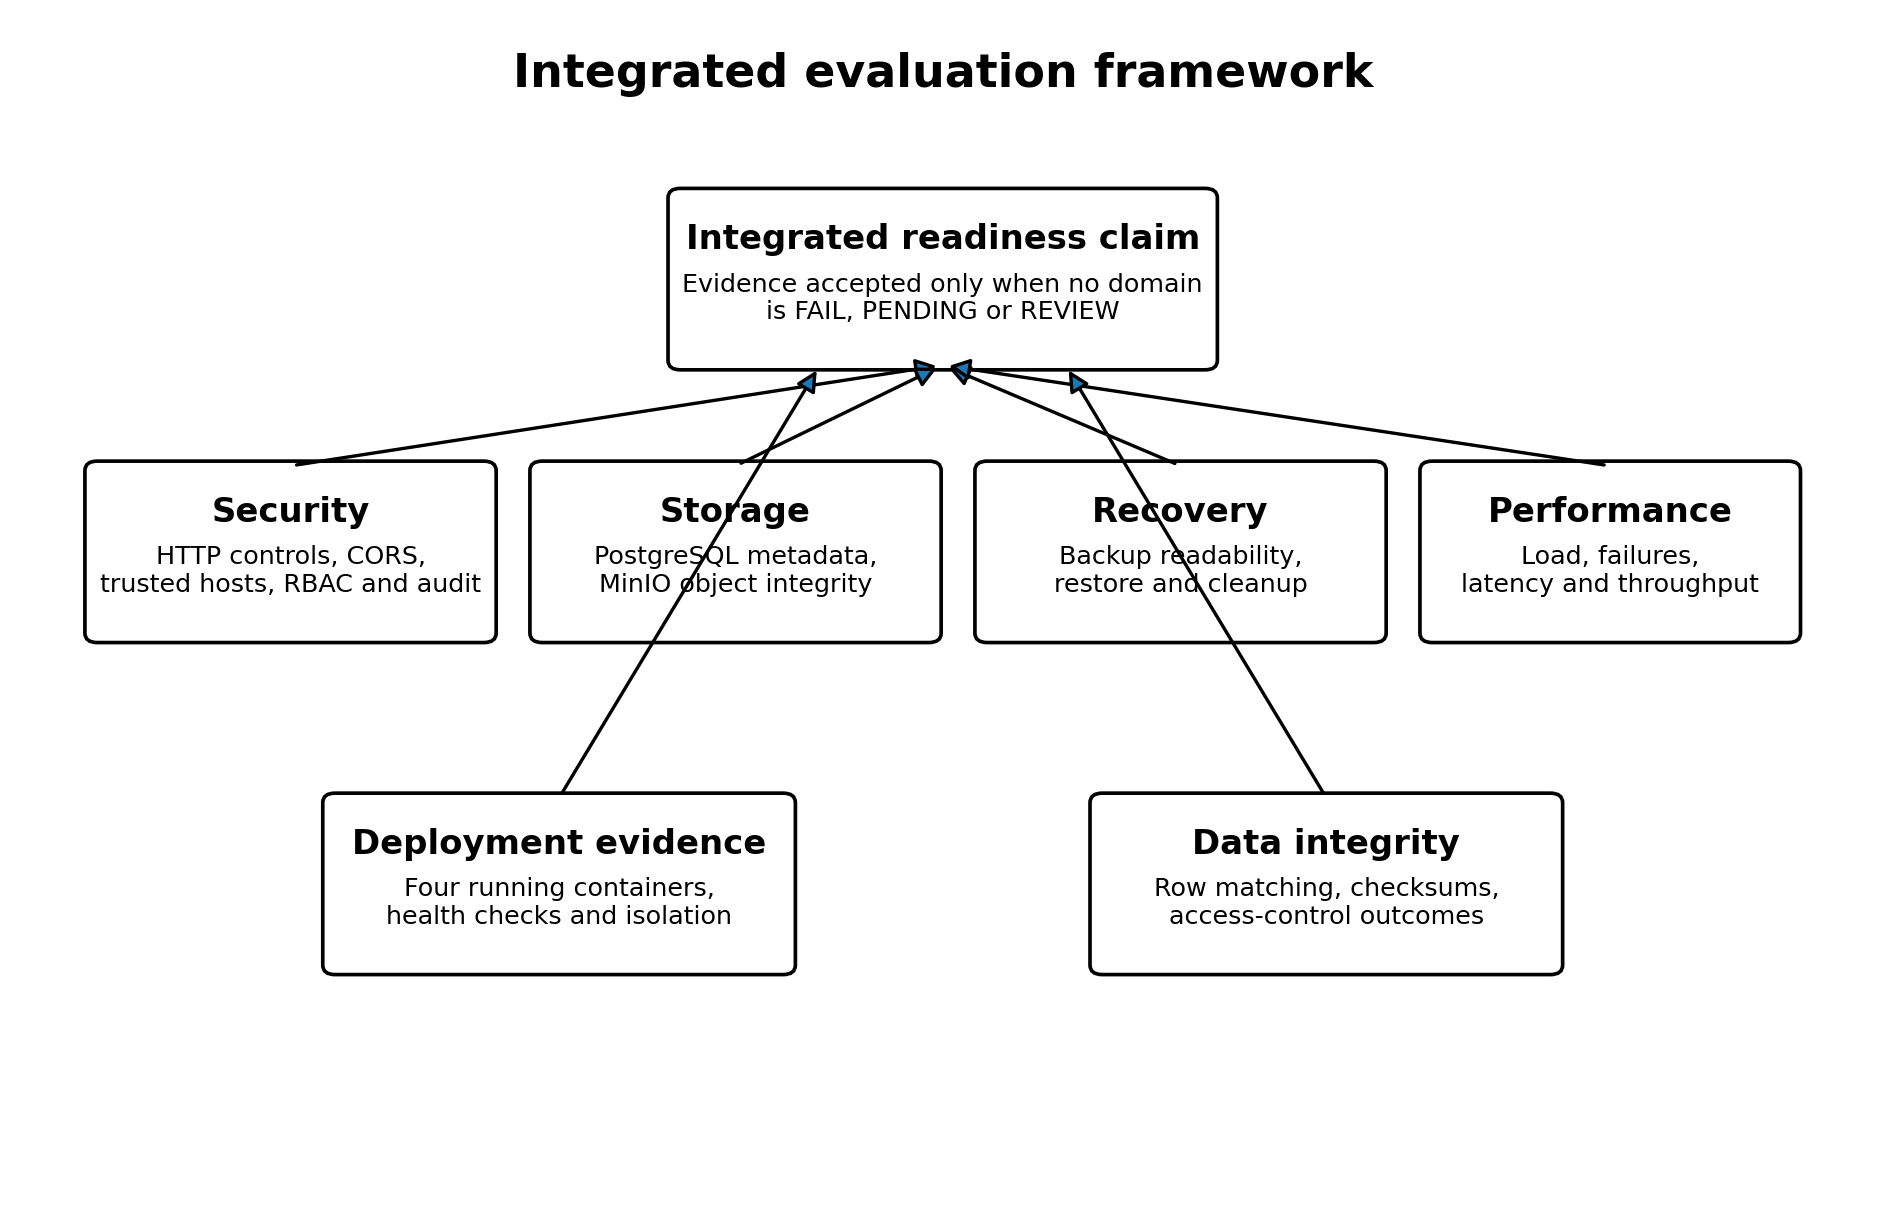 Integrated evaluation framework
Integrated readiness claim
Evidence accepted only when no domain
is FAIL, PENDING or REVIEW
Security
HTTP controls, CORS,
trusted hosts, RBAC and audit
Storage
PostgreSQL metadata,
MinIO object integrity
Recovery
Backup readability,
restore and cleanup
Performance
Load, failures,
latency and throughput
Deployment evidence
Four running containers,
health checks and isolation
Data integrity
Row matching, checksums,
access-control outcomes